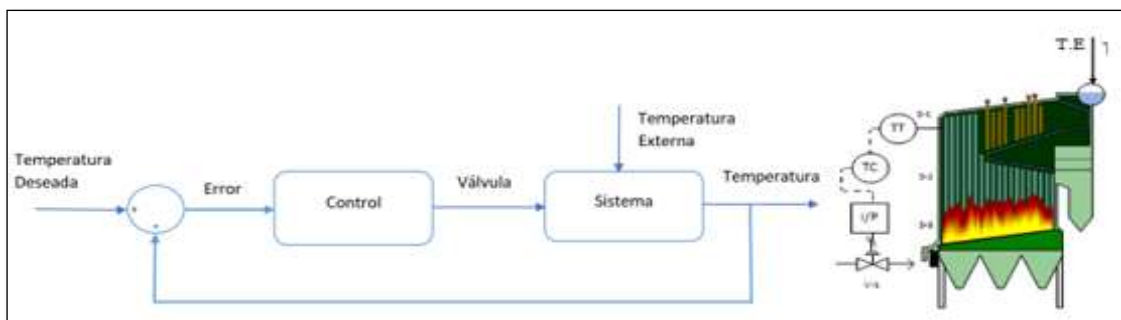 Temperatura
Deseada
Error
Control
Válvula
Temperatura
Externa
Sistema
Temperatura
T.E
TT
TC
I/P